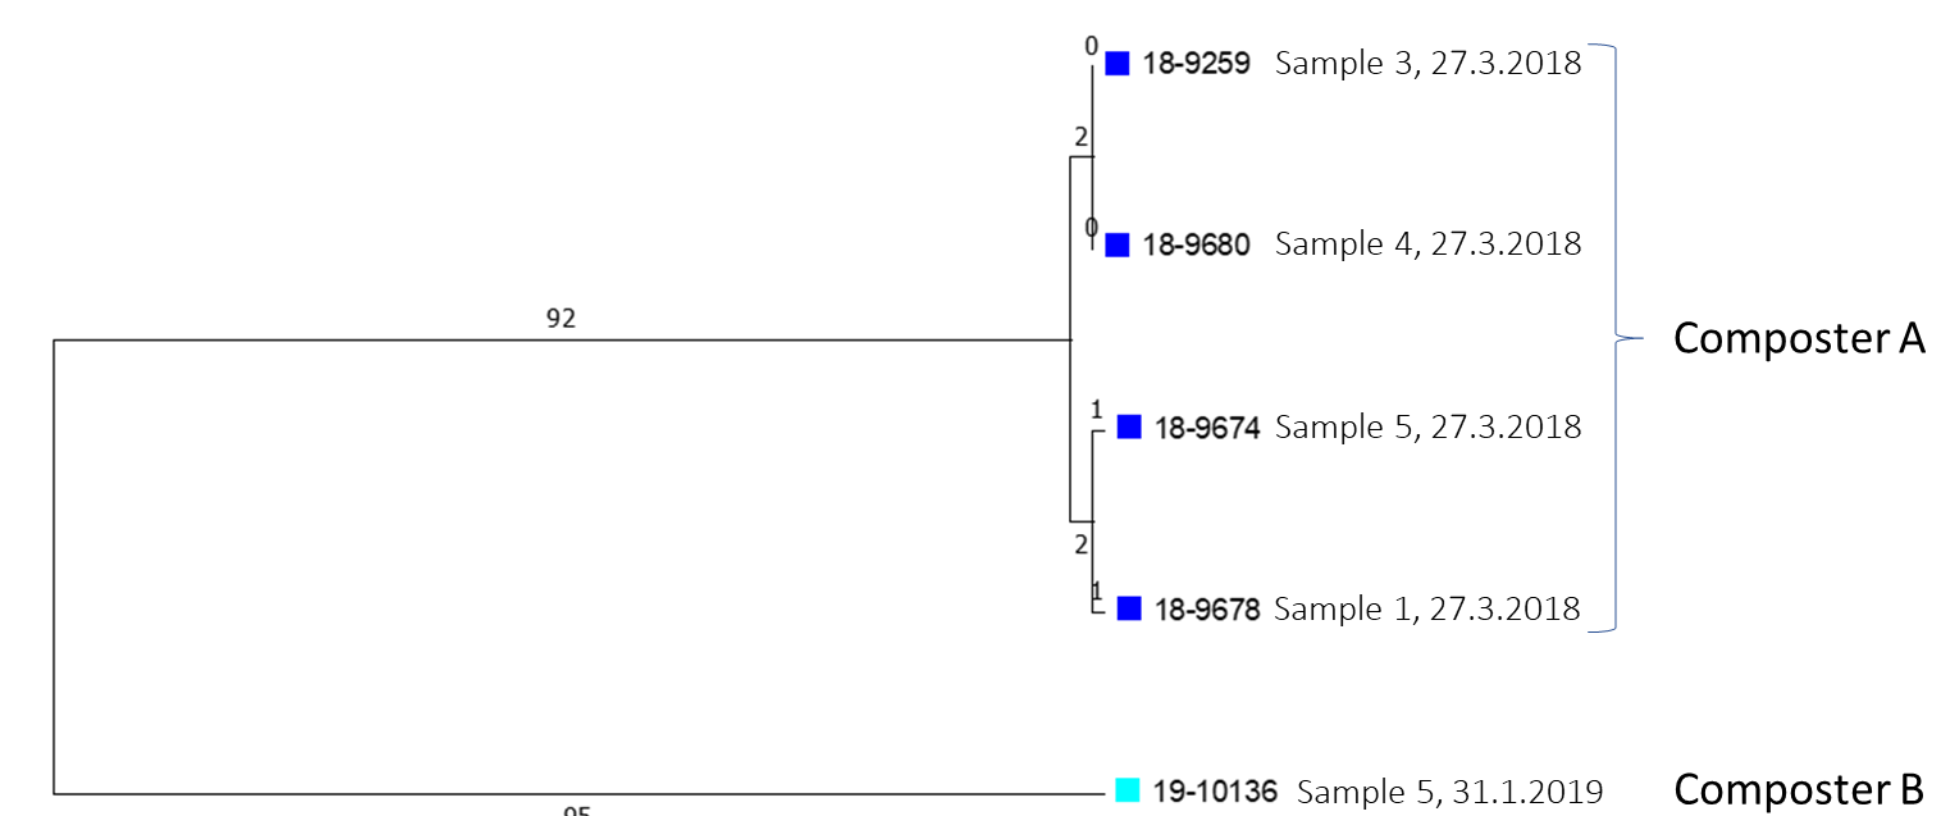 0
18-9259 Sample 3, 27.3.2018
2
0
18-9680 Sample 4, 27.3.2018
92
Composter A
1
18-9674 Sample 5, 27.3.2018
2
1
18-9678 Sample 1, 27.3.2018
19-10136 Sample 5, 31.1.2019 Composter B